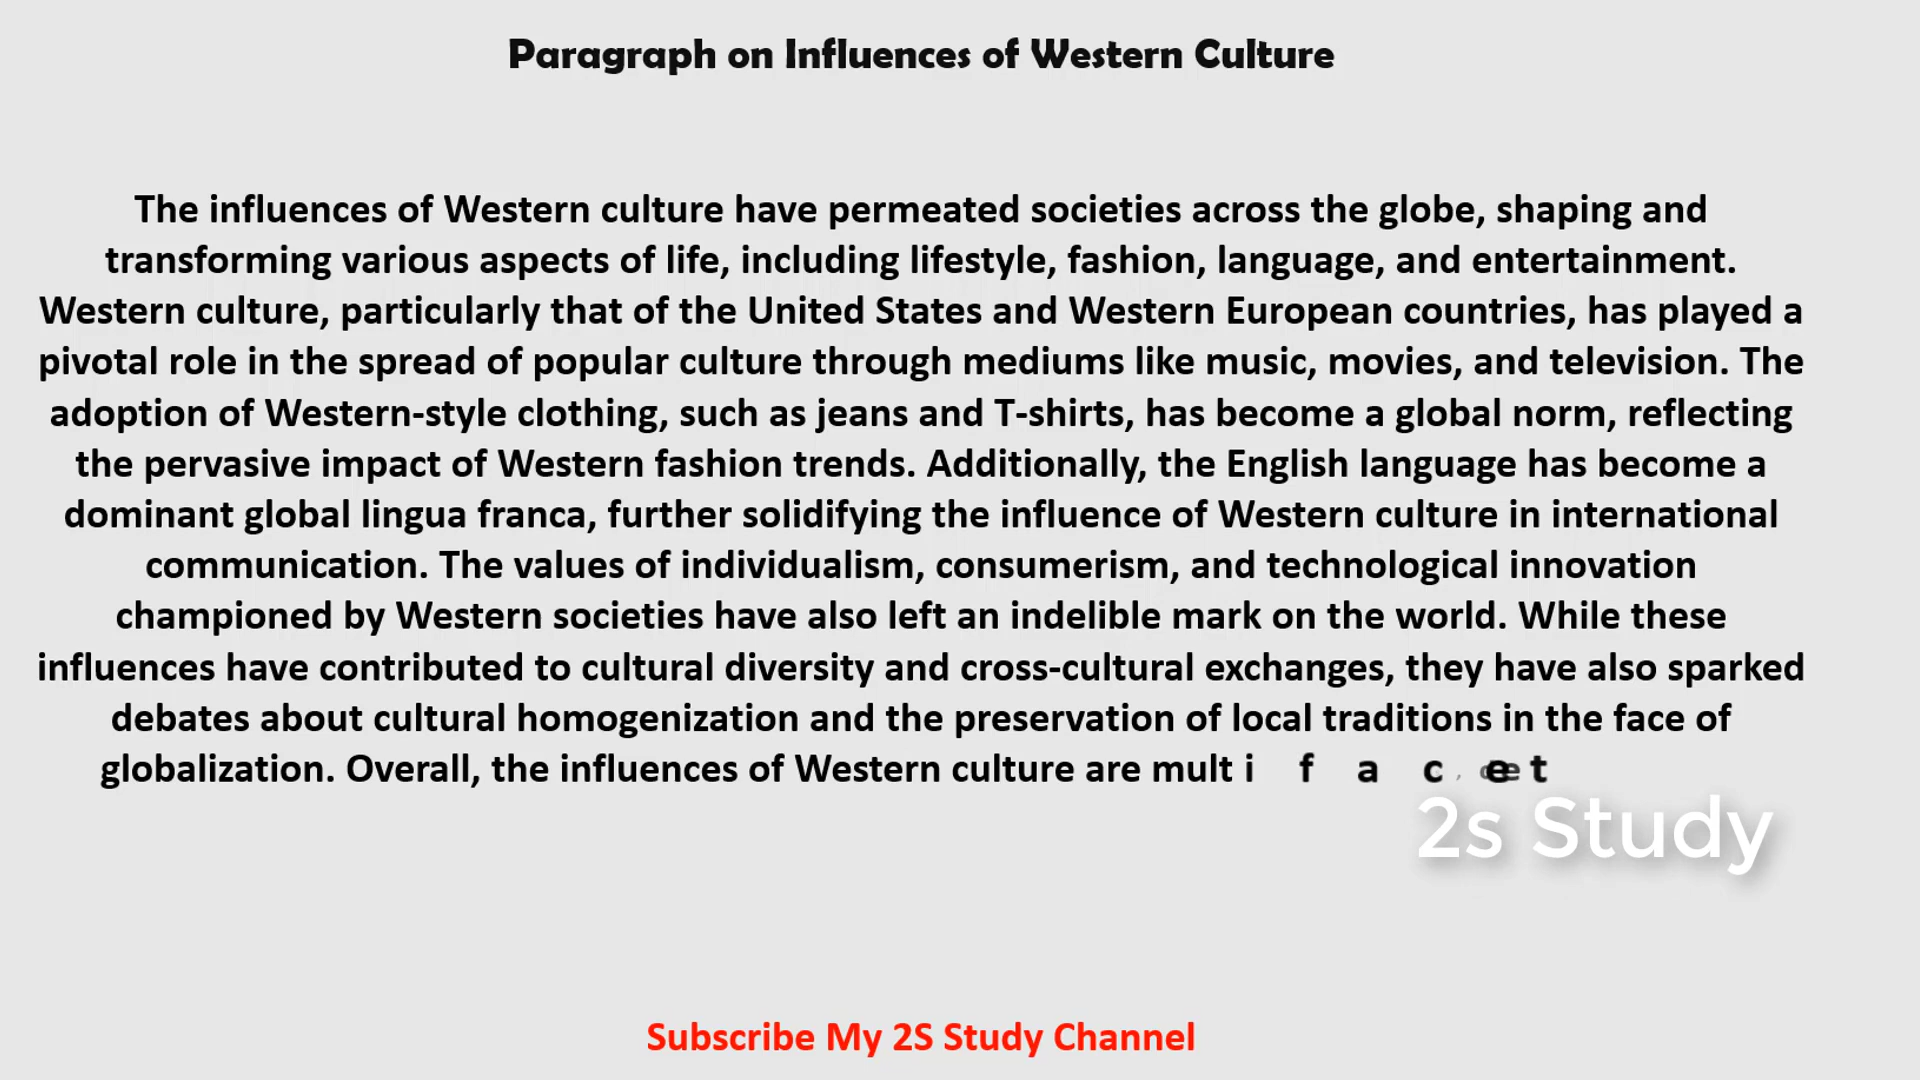 Paragraph on Influences of Western Culture
The influences of Western culture have permeated societies across the globe, shaping and
transforming various aspects of life, including lifestyle, fashion, language, and entertainment.
Western culture, particularly that of the United States and Western European countries, has played a
pivotal role in the spread of popular culture through mediums like music, movies, and television. The
adoption of Western-style clothing, such as jeans and T-shirts, has become a global norm, reflecting
the pervasive impact of Western fashion trends. Additionally, the English language has become a
dominant global lingua franca, further solidifying the influence of Western culture in international
communication. The values of individualism, consumerism, and technological innovation
championed by Western societies have also left an indelible mark on the world. While these
influences have contributed to cultural diversity and cross-cultural exchanges, they have also sparked
debates about cultural homogenization and the preservation of local traditions in the face of
globalization. Overall, the influences of Western culture are mult i f a c e t
2s Study
Subscribe My 2S Study Channel